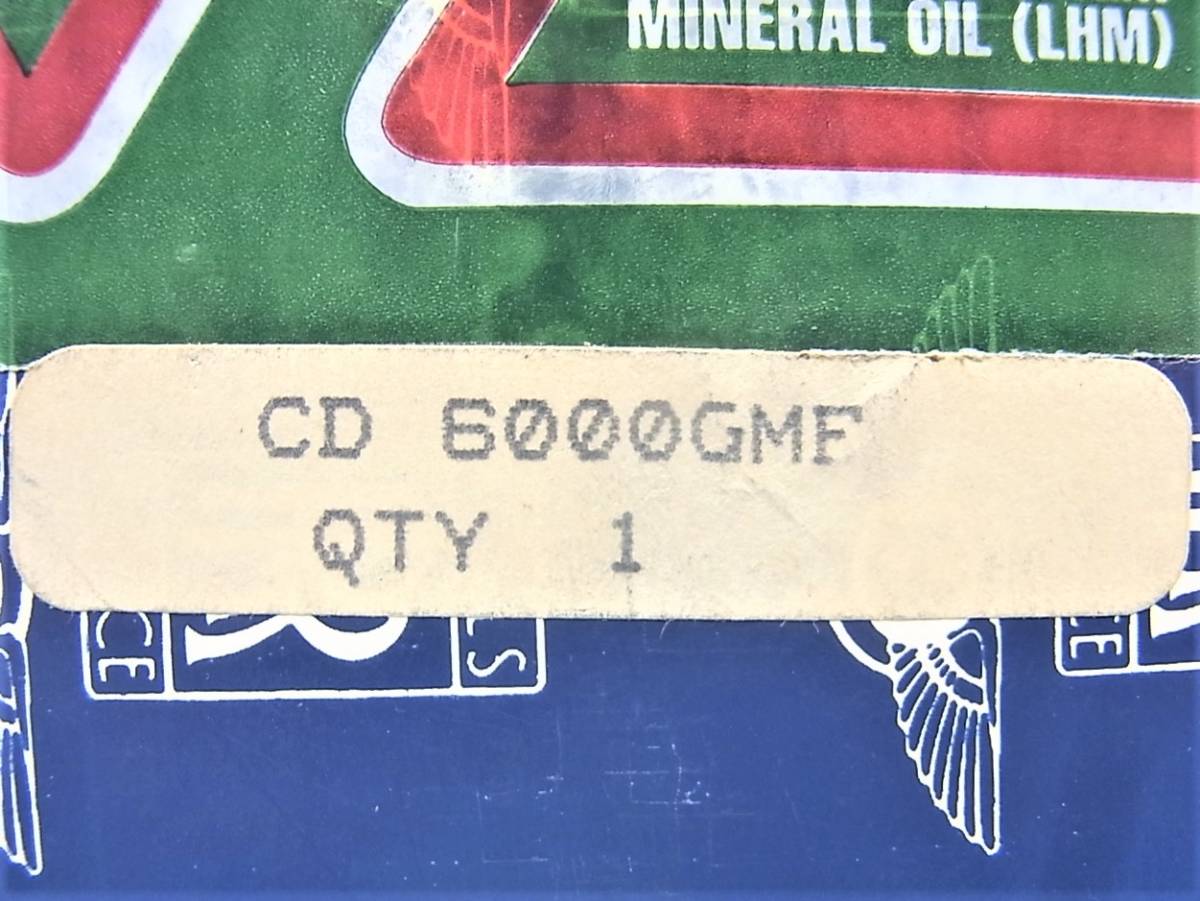 MINERAL OIL (LHM)
CD 6000GMF
QTY 1